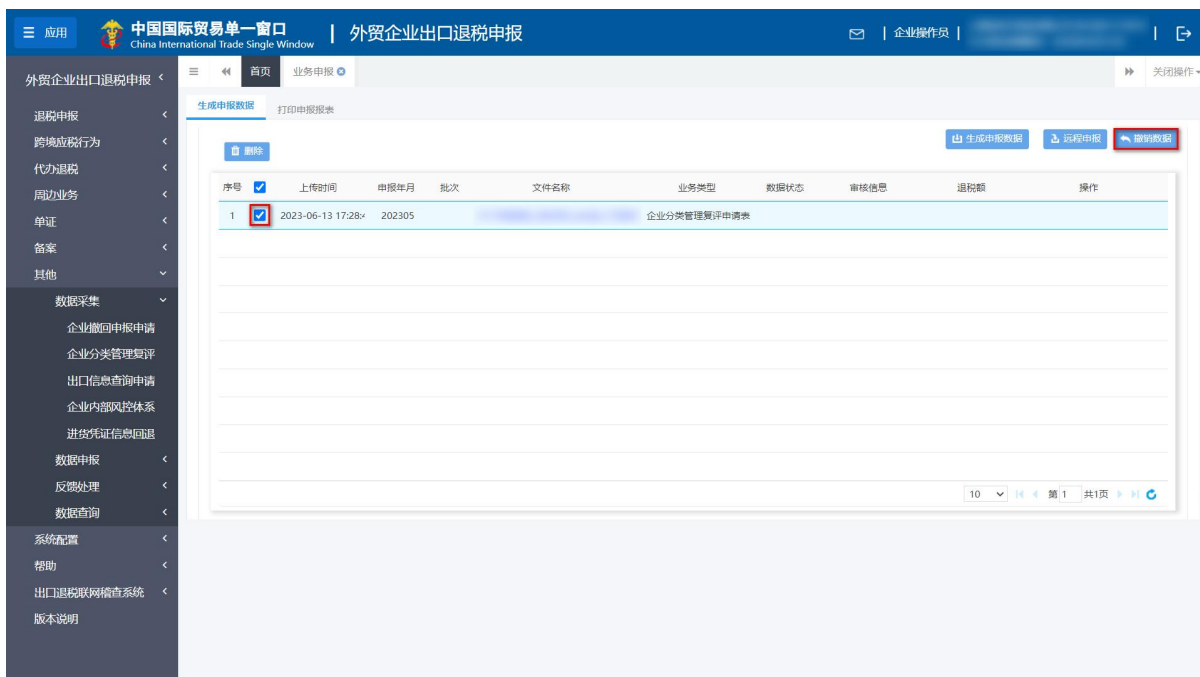 应用
中国国际贸易单一窗口
China International Trade Single Window
外贸企业出口退税申报
企业操作员
外贸企业出口退税申报
首页
业务申报
关闭操作
退税申报
跨境应税行为
代办退税
周边业务
单证
备案
其他
数据采集
企业撤回申报申请
企业分类管理复评
出口信息查询申请
企业内部风控体系
进货凭证信息回退
数据申报
反馈处理
数据查询
系统配置
帮助
出口退税联网稽查系统
版本说明
生成申报数据
打印申报报表
删除
生成申报数据
远程申报
撤销数据
序号 上传时间 申报年月 批次 文件名称 业务类型 数据状态 审核信息 退税额 操作
1 2023-06-13 17:28: 202305 企业分类管理复评申请表
10 第 1 共1页